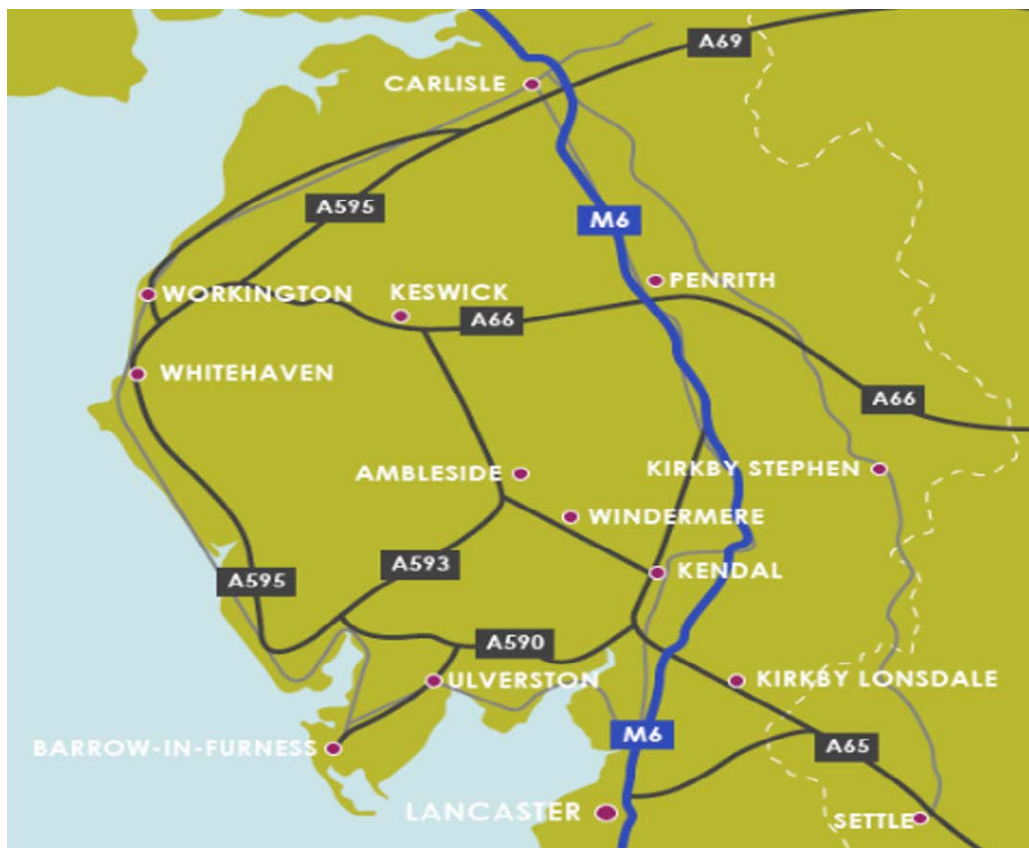 A69
CARLISLE
A595
M6
PENRITH
WORKINGTON
KESWICK
A66
WHITEHAVEN
A66
AMBLESIDE
KIRKBY STEPHEN
WINDERMERE
A593
A595
KENDAL
A590
ULVERSTON
KIRKBY LONSDALE
M6
BARROW-IN-FURNESS
A65
LANCASTER
SETTLE